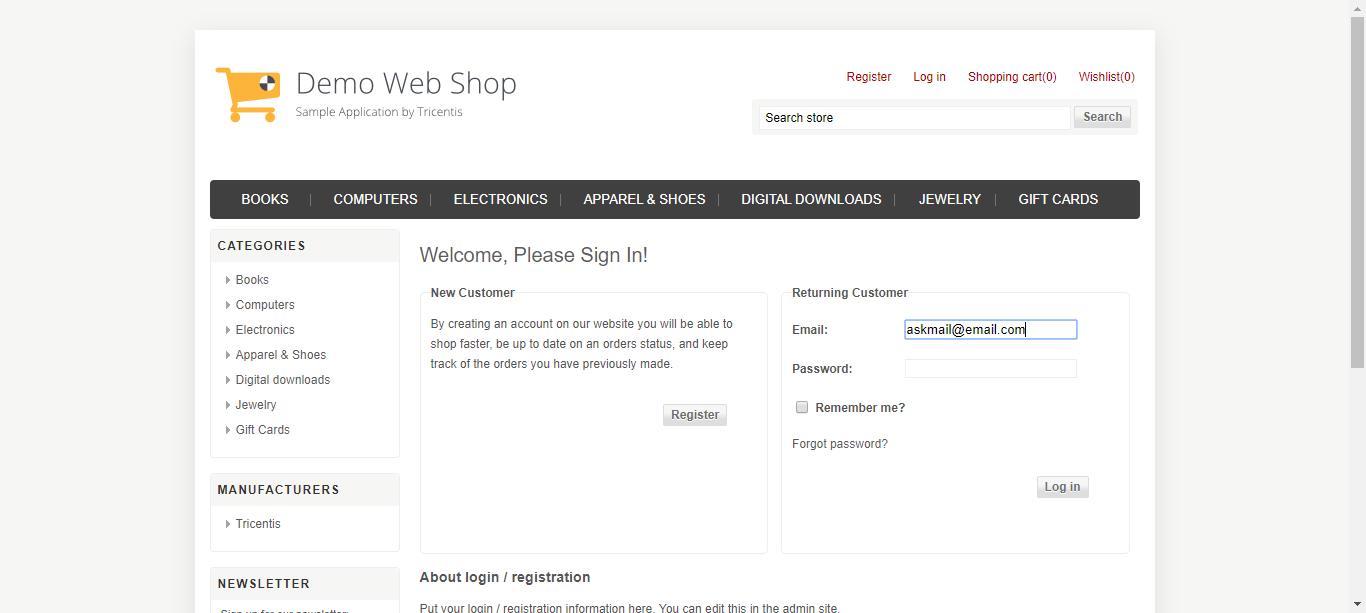 Demo Web Shop
Sample Application by Tricentis
Register Log in Shopping cart(0) Wishlist(0)
Search store Search
BOOKS COMPUTERS ELECTRONICS APPAREL & SHOES DIGITAL DOWNLOADS JEWELRY GIFT CARDS
CATEGORIES
Books
Computers
Electronics
Apparel & Shoes
Digital downloads
Jewelry
Gift Cards
MANUFACTURERS
Tricentis
NEWSLETTER
Sign up for our newsletter:
Welcome, Please Sign In!
New Customer
By creating an account on our website you will be able to
shop faster, be up to date on an orders status, and keep
track of the orders you have previously made.
Register
Returning Customer
Email: askmail@email.com
Password:
Remember me?
Forgot password?
Log in
About login / registration
Put your login / registration information here. You can edit this in the admin site.